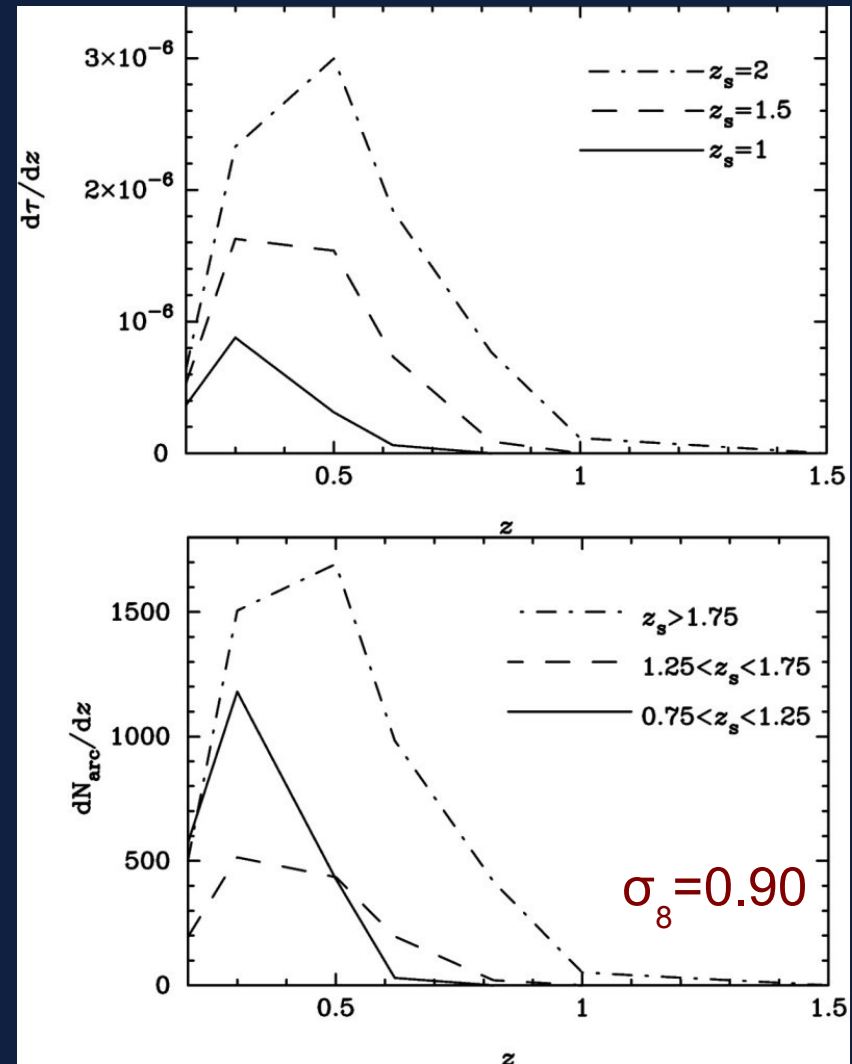 3×10⁻⁶
2×10⁻⁶
10⁻⁶
0
dτ/dz
z_s=2
z_s=1.5
z_s=1
0.5
1
1.5
z
1500
1000
500
0
dN_arc/dz
z_s>1.75
1.25<z_s<1.75
0.75<z_s<1.25
σ_8=0.90
0.5
1
1.5
z